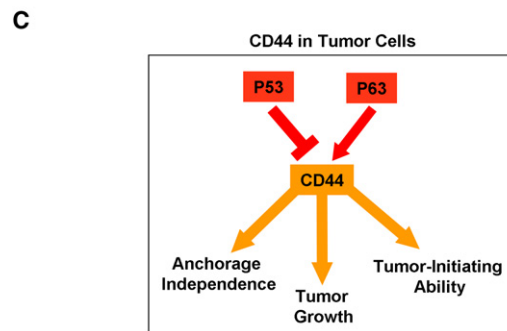 C
CD44 in Tumor Cells
P53
P63
CD44
Anchorage
Independence
Tumor
Growth
Tumor-Initiating
Ability